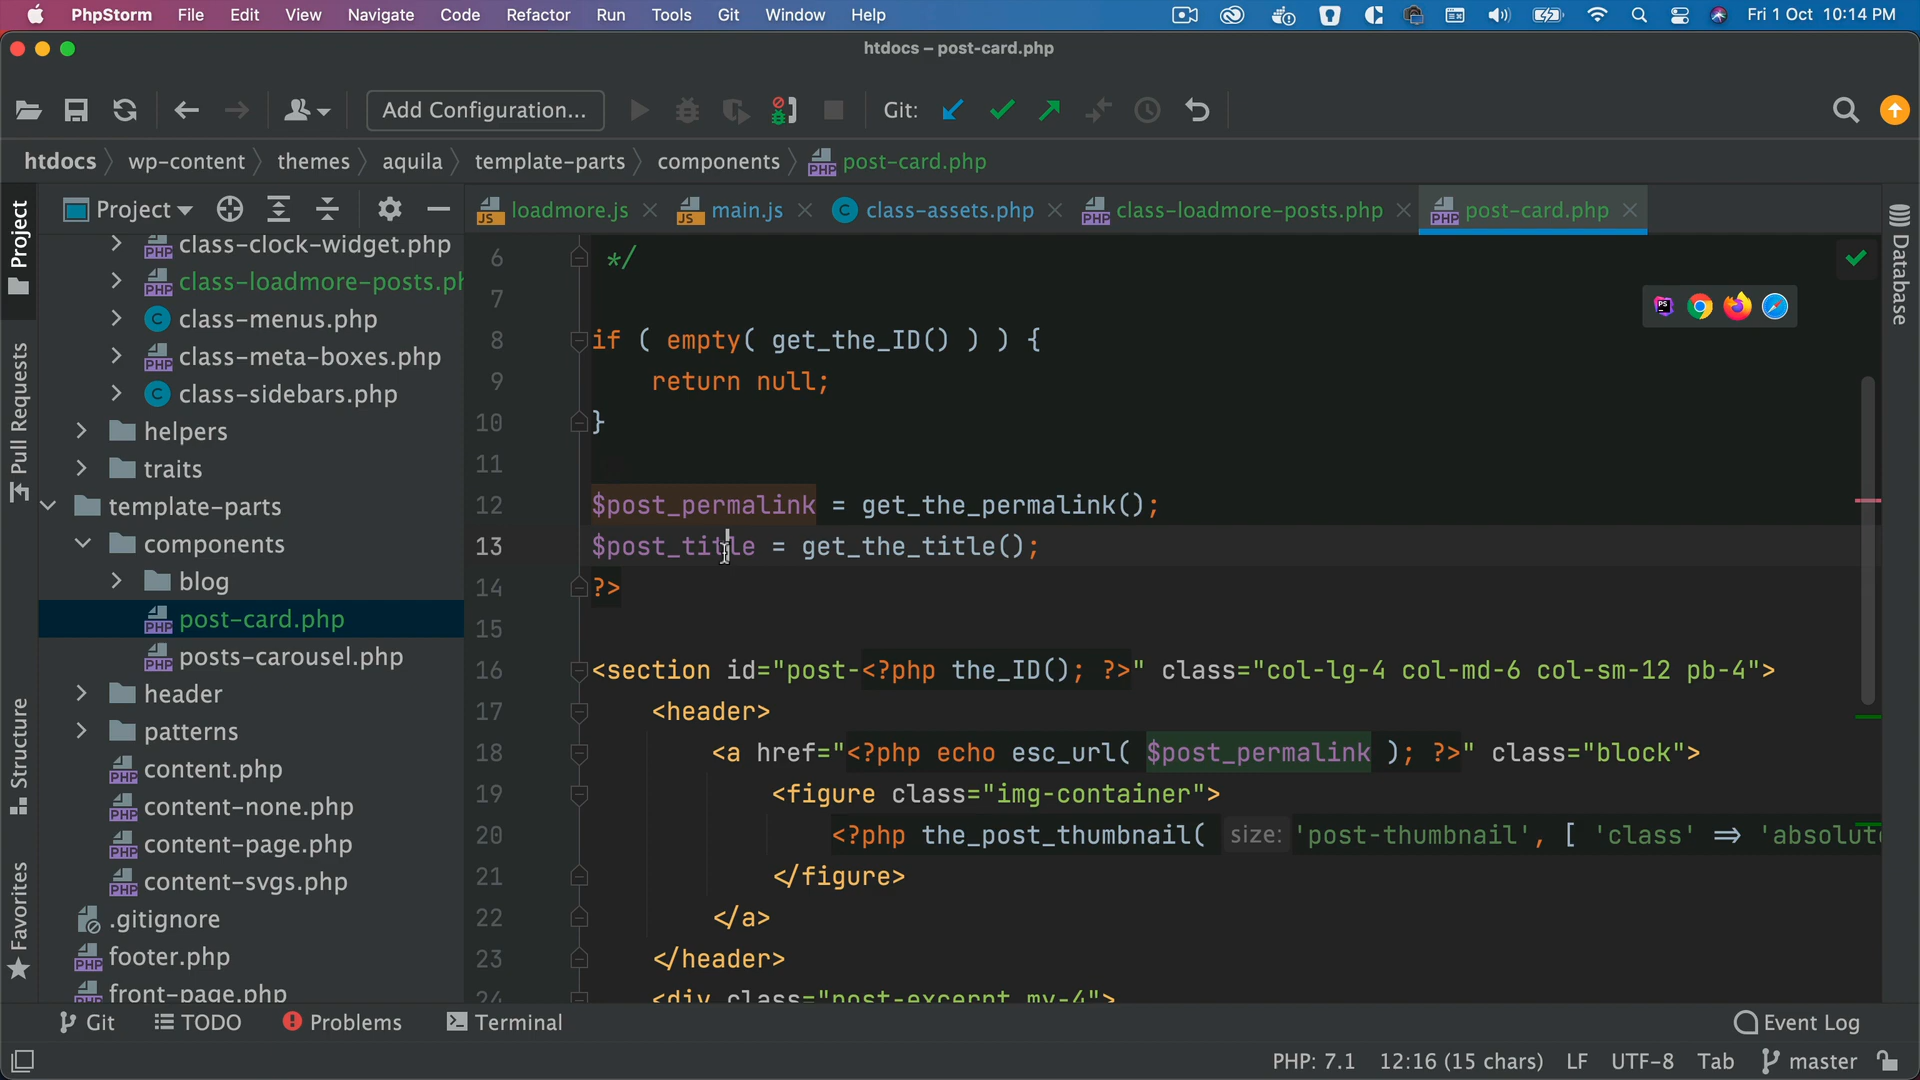 PhpStorm File Edit View Navigate Code Refactor Run Tools Git Window Help Fri 1 Oct 10:14 PM
htdocs – post-card.php
Add Configuration... Git:
htdocs wp-content themes aquila template-parts components post-card.php
Project loadmore.js main.js class-assets.php class-loadmore-posts.php post-card.php
Project
Pull Requests
Structure
Favorites
Database
class-clock-widget.php
class-loadmore-posts.ph
class-menus.php
class-meta-boxes.php
class-sidebars.php
helpers
traits
template-parts
components
blog
post-card.php
posts-carousel.php
header
patterns
content.php
content-none.php
content-page.php
content-svgs.php
.gitignore
footer.php
front-page.php
6 */
7
8 if ( empty( get_the_ID() ) ) {
9 return null;
10 }
11
12 $post_permalink = get_the_permalink();
13 $post_title = get_the_title();
14 ?>
15
16 <section id="post-<?php the_ID(); ?>" class="col-lg-4 col-md-6 col-sm-12 pb-4">
17 <header>
18 <a href="<?php echo esc_url( $post_permalink ); ?>" class="block">
19 <figure class="img-container">
20 <?php the_post_thumbnail( size: 'post-thumbnail', [ 'class' => 'absolute
21 </figure>
22 </a>
23 </header>
24 <div class="post-excerpt my-4">
Git TODO Problems Terminal Event Log
PHP: 7.1 12:16 (15 chars) LF UTF-8 Tab master